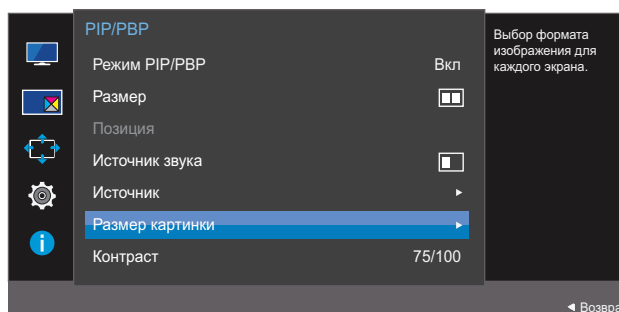 PIP/PBP
Режим PIP/PBP Вкл
Размер
Позиция
Источник звука
Источник
Размер картинки
Контраст 75/100
Выбор формата
изображения для
каждого экрана.